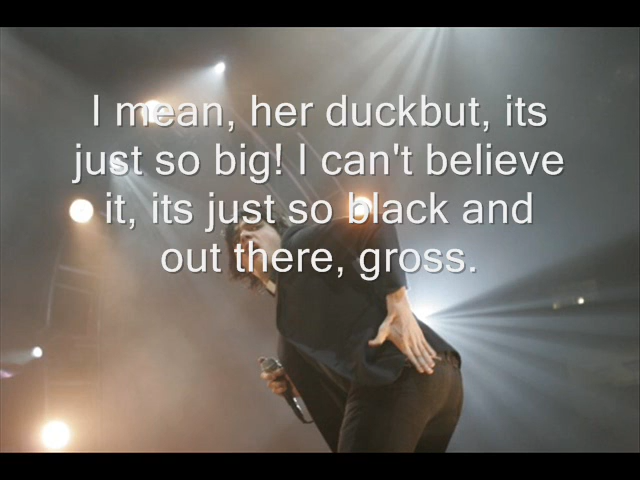 I mean, her duckbut, its
just so big! I can't believe
it, its just so black and
out there, gross.